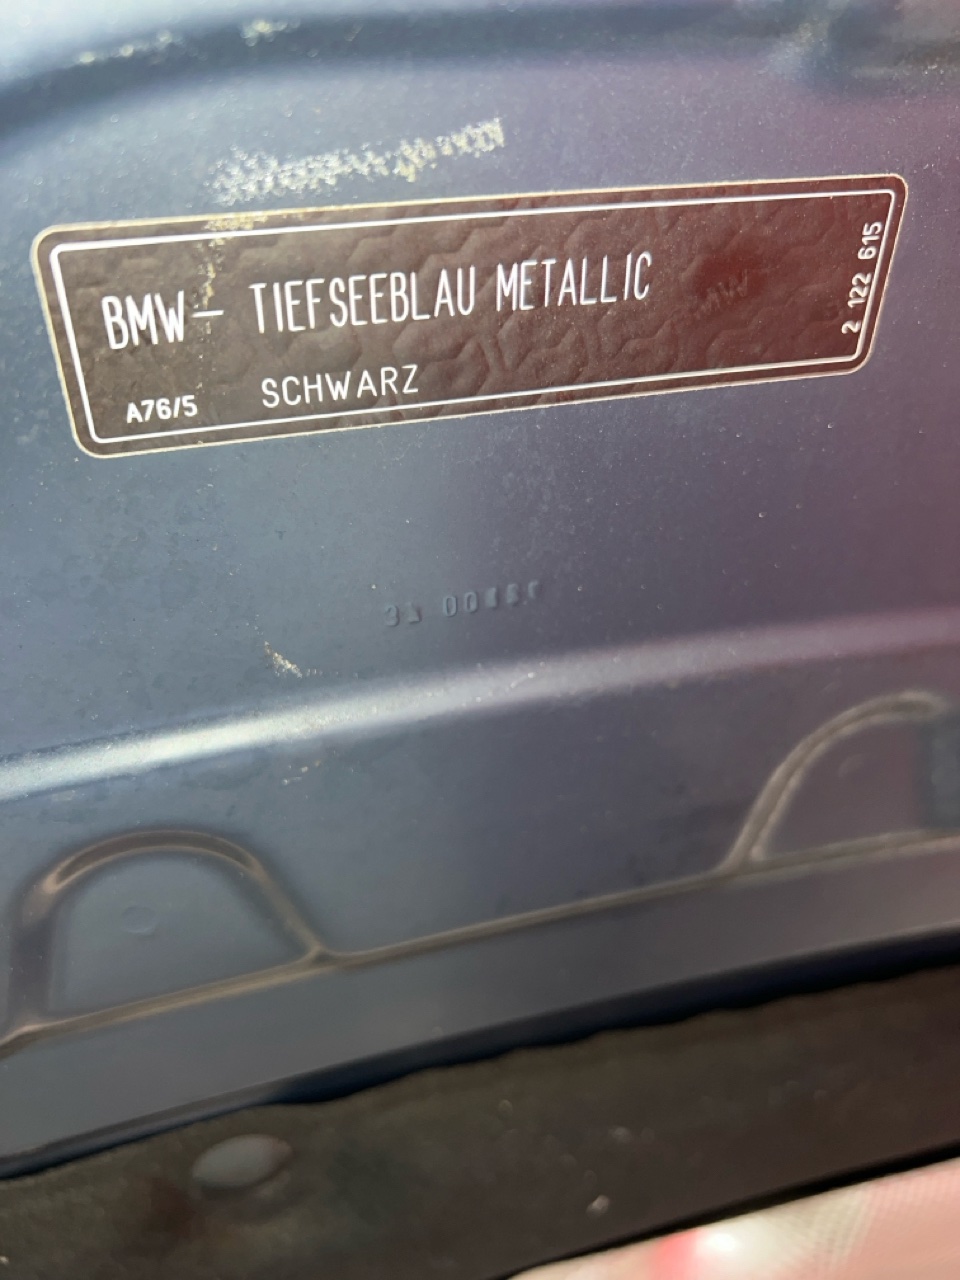 BMW- TIEFSEEBLAU METALLIC
A76/5 SCHWARZ
2 122 615